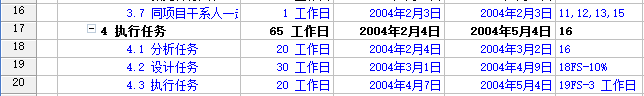 16 3.7 同项目干系人一 1 工作日 2004年2月3日 2004年2月3日 11,12,13,15
17 4 执行任务 65 工作日 2004年2月4日 2004年5月4日 16
18 4.1 分析任务 20 工作日 2004年2月4日 2004年3月2日 16
19 4.2 设计任务 30 工作日 2004年3月1日 2004年4月9日 18FS-10%
20 4.3 执行任务 20 工作日 2004年4月7日 2004年5月4日 19FS-3 工作日